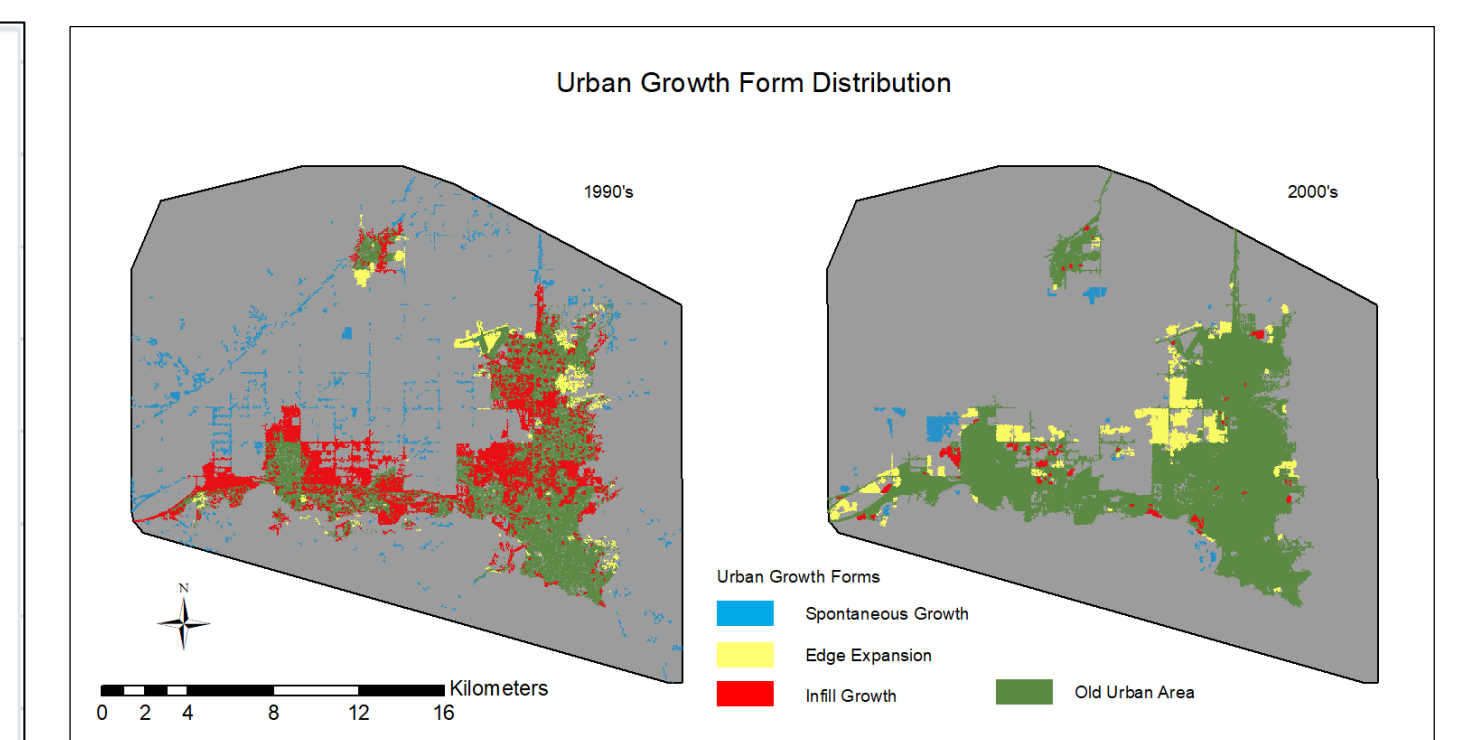 Urban Growth Form Distribution
1990's
2000's
N
Kilometers
0 2 4 8 12 16
Urban Growth Forms
Spontaneous Growth
Edge Expansion
Infill Growth
Old Urban Area